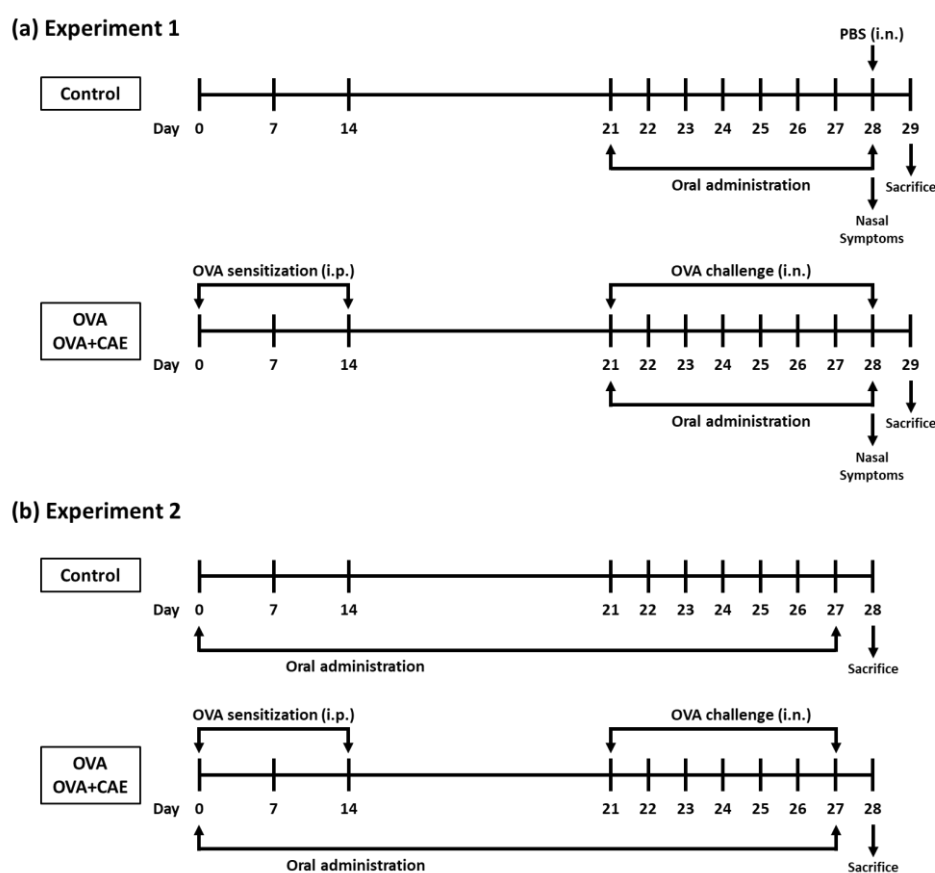 (a) Experiment 1
PBS (i.n.)
Control
Day 0 7 14 21 22 23 24 25 26 27 28 29
Oral administration
Sacrifice
Nasal
Symptoms
OVA sensitization (i.p.) OVA challenge (i.n.)
OVA
OVA+CAE
Day 0 7 14 21 22 23 24 25 26 27 28 29
Oral administration
Sacrifice
Nasal
Symptoms
(b) Experiment 2
Control
Day 0 7 14 21 22 23 24 25 26 27 28
Oral administration
Sacrifice
OVA sensitization (i.p.) OVA challenge (i.n.)
OVA
OVA+CAE
Day 0 7 14 21 22 23 24 25 26 27 28
Oral administration
Sacrifice